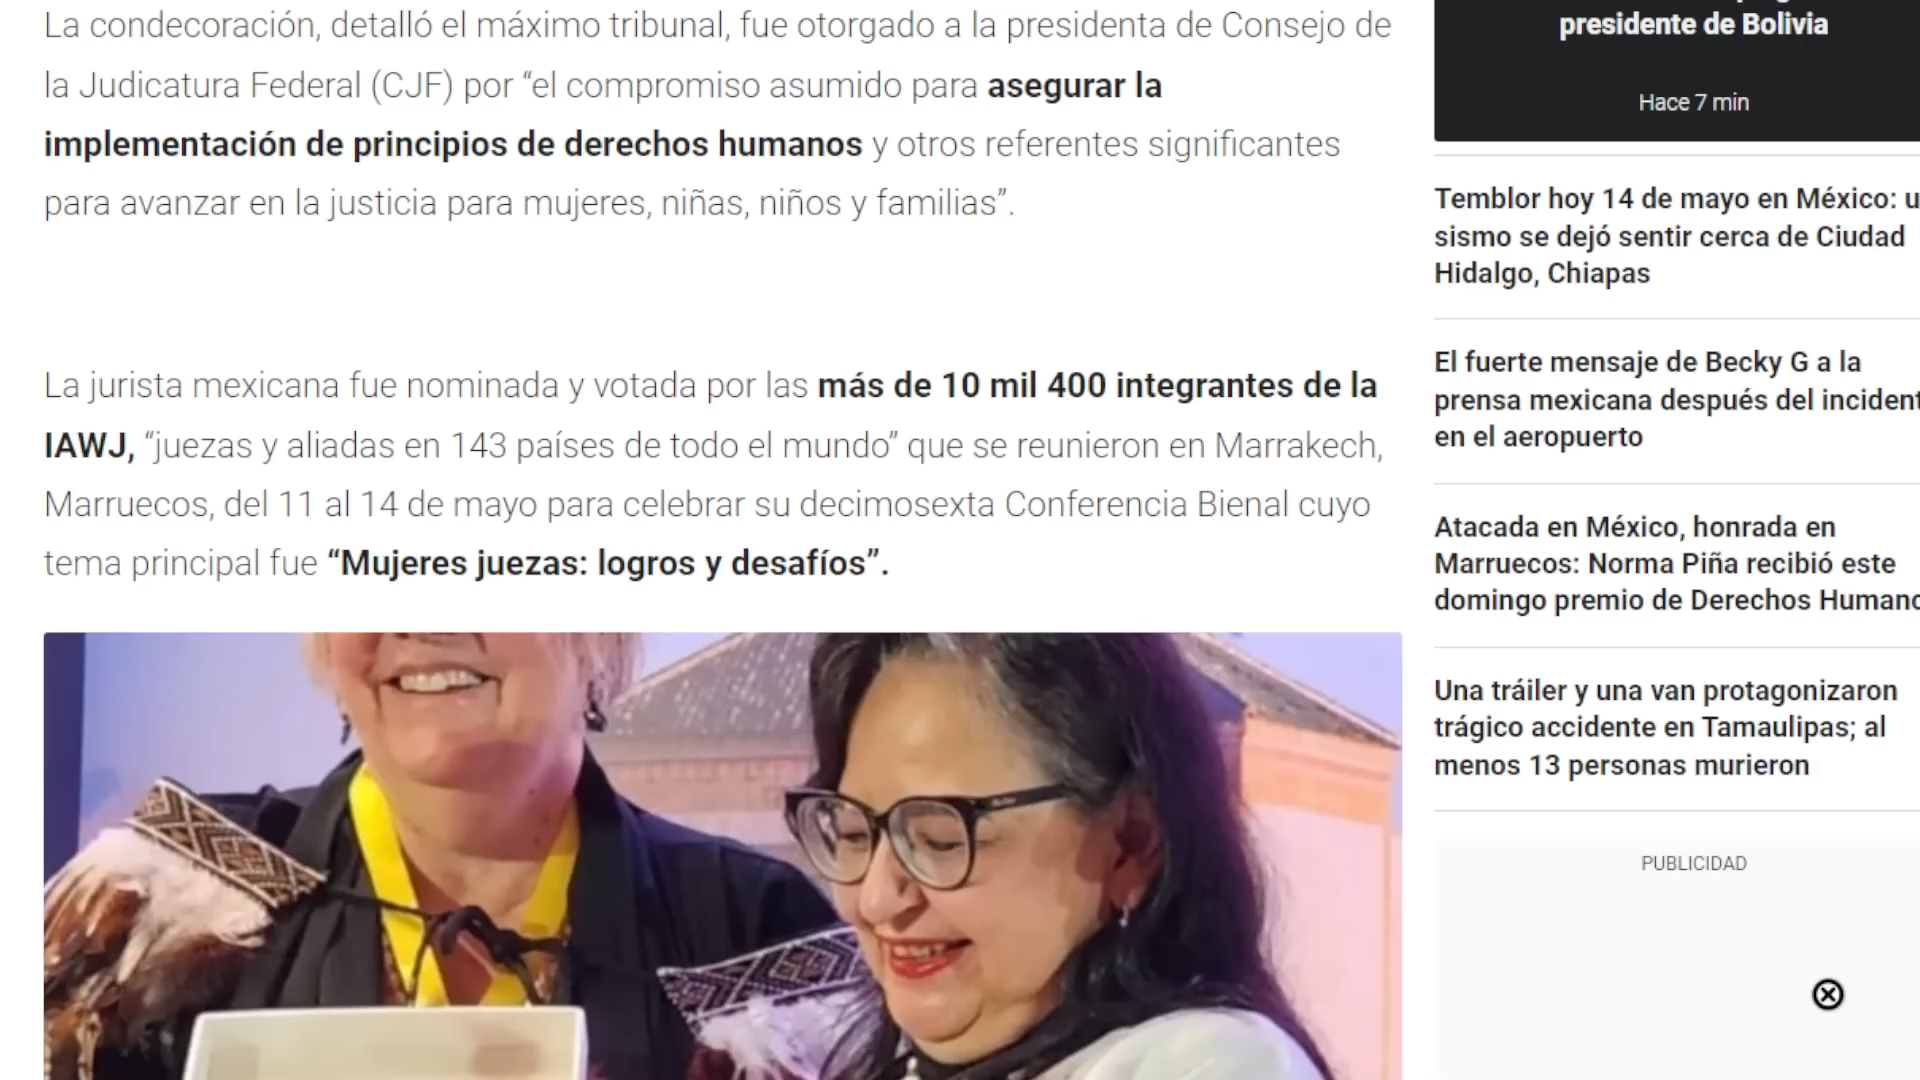 La condecoración, detalló el máximo tribunal, fue otorgado a la presidenta de Consejo de
la Judicatura Federal (CJF) por “el compromiso asumido para asegurar la
implementación de principios de derechos humanos y otros referentes significantes
para avanzar en la justicia para mujeres, niñas, niños y familias”.
La jurista mexicana fue nominada y votada por las más de 10 mil 400 integrantes de la
IAWJ, “juezas y aliadas en 143 países de todo el mundo” que se reunieron en Marrakech,
Marruecos, del 11 al 14 de mayo para celebrar su decimosexta Conferencia Bienal cuyo
tema principal fue “Mujeres juezas: logros y desafíos”.
presidente de Bolivia
Hace 7 min
Temblor hoy 14 de mayo en México: u
sismo se dejó sentir cerca de Ciudad
Hidalgo, Chiapas
El fuerte mensaje de Becky G a la
prensa mexicana después del incident
en el aeropuerto
Atacada en México, honrada en
Marruecos: Norma Piña recibió este
domingo premio de Derechos Humano
Una tráiler y una van protagonizaron
trágico accidente en Tamaulipas; al
menos 13 personas murieron
PUBLICIDAD